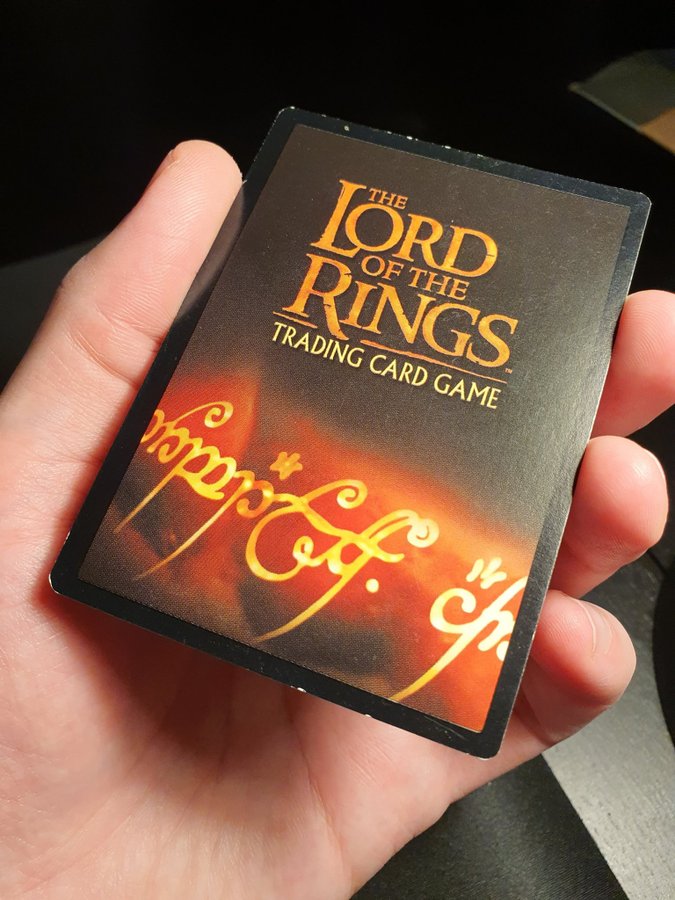 THE
LORD
OF THE
RINGS
TRADING CARD GAME